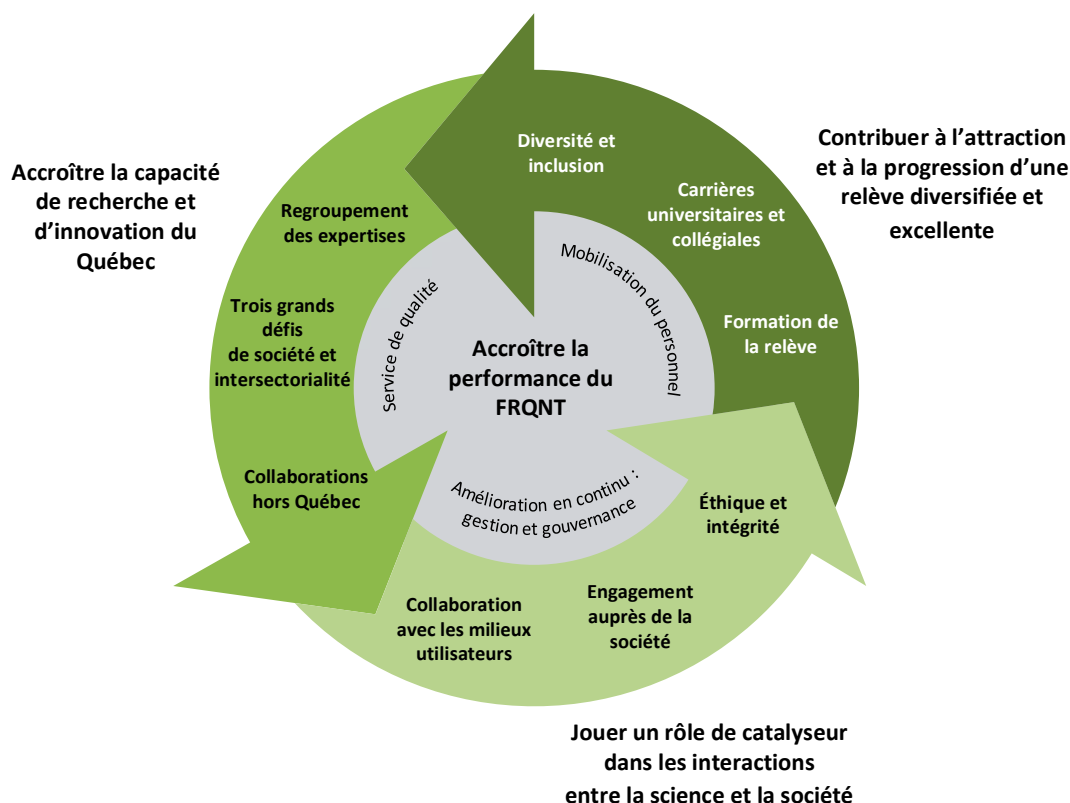 Diversité et
inclusion
Contribuer à l'attraction
et à la progression d'une
relève diversifiée et
excellente
Accroître la capacité
de recherche et
d'innovation du
Québec
Carrières
universitaires et
collégiales
Regroupement
des expertises
Mobilisation du personnel
Service de qualité
Trois grands
défis
de société et
intersectorialité
Formation de
la relève
Accroître la
performance du
FRQNT
Collaborations
hors Québec
Amélioration en continu :
gestion et gouvernance
Éthique et
intégrité
Engagement
auprès de la
société
Collaboration
avec les milieux
utilisateurs
Jouer un rôle de catalyseur
dans les interactions
entre la science et la société